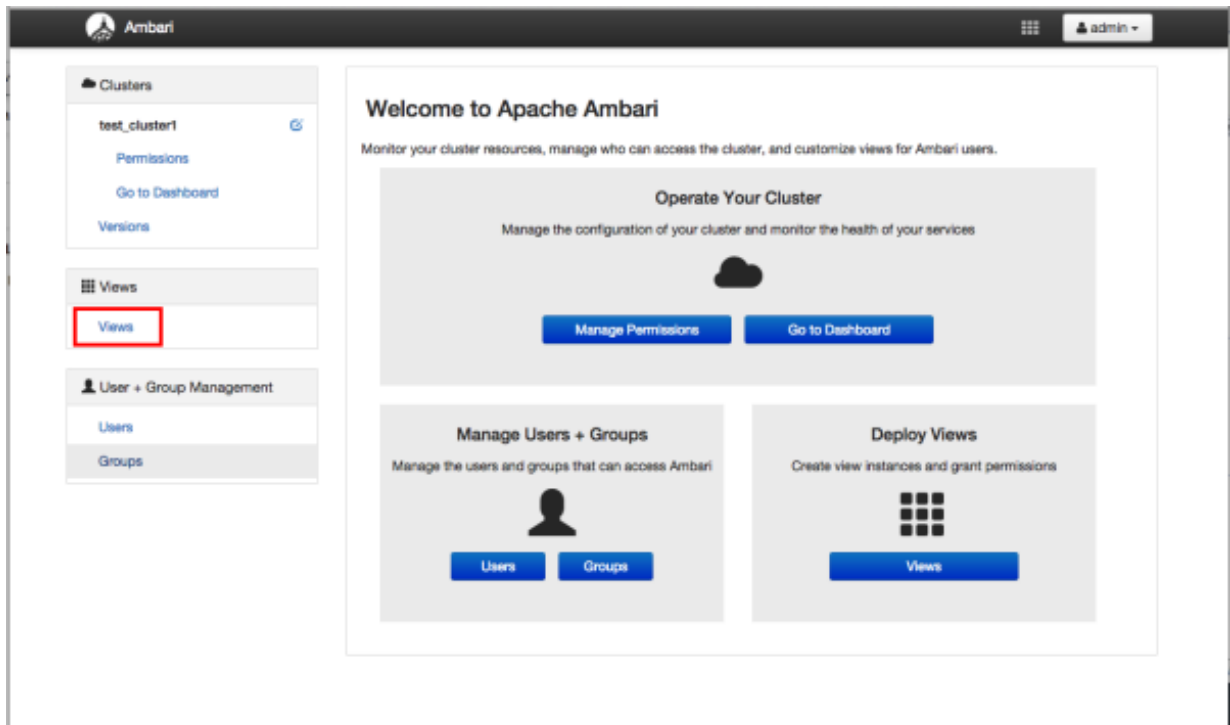 Ambari
admin
Clusters
test_cluster1
Permissions
Go to Dashboard
Versions
Views
Views
User + Group Management
Users
Groups
Welcome to Apache Ambari
Monitor your cluster resources, manage who can access the cluster, and customize views for Ambari users.
Operate Your Cluster
Manage the configuration of your cluster and monitor the health of your services
Manage Permissions Go to Dashboard
Manage Users + Groups
Manage the users and groups that can access Ambari
Users Groups
Deploy Views
Create view instances and grant permissions
Views